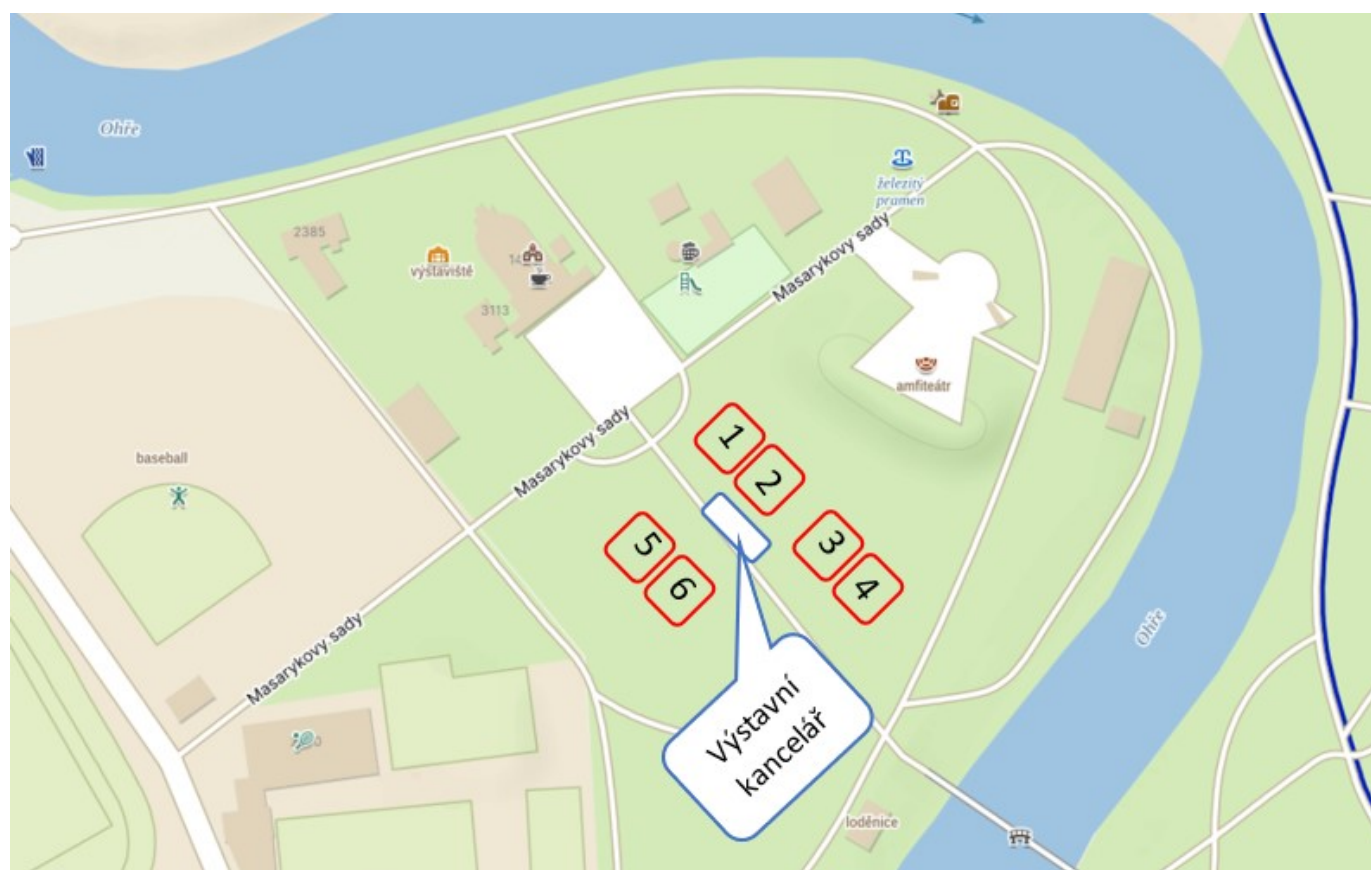 Ohře
železitý
pramen
2385
výstaviště
14
3113
Masarykovy sady
amfiteátr
Masarykovy sady
1
2
baseball
5
6
3
4
Ohře
Masarykovy sady
Výstavní
kancelář
loděnice